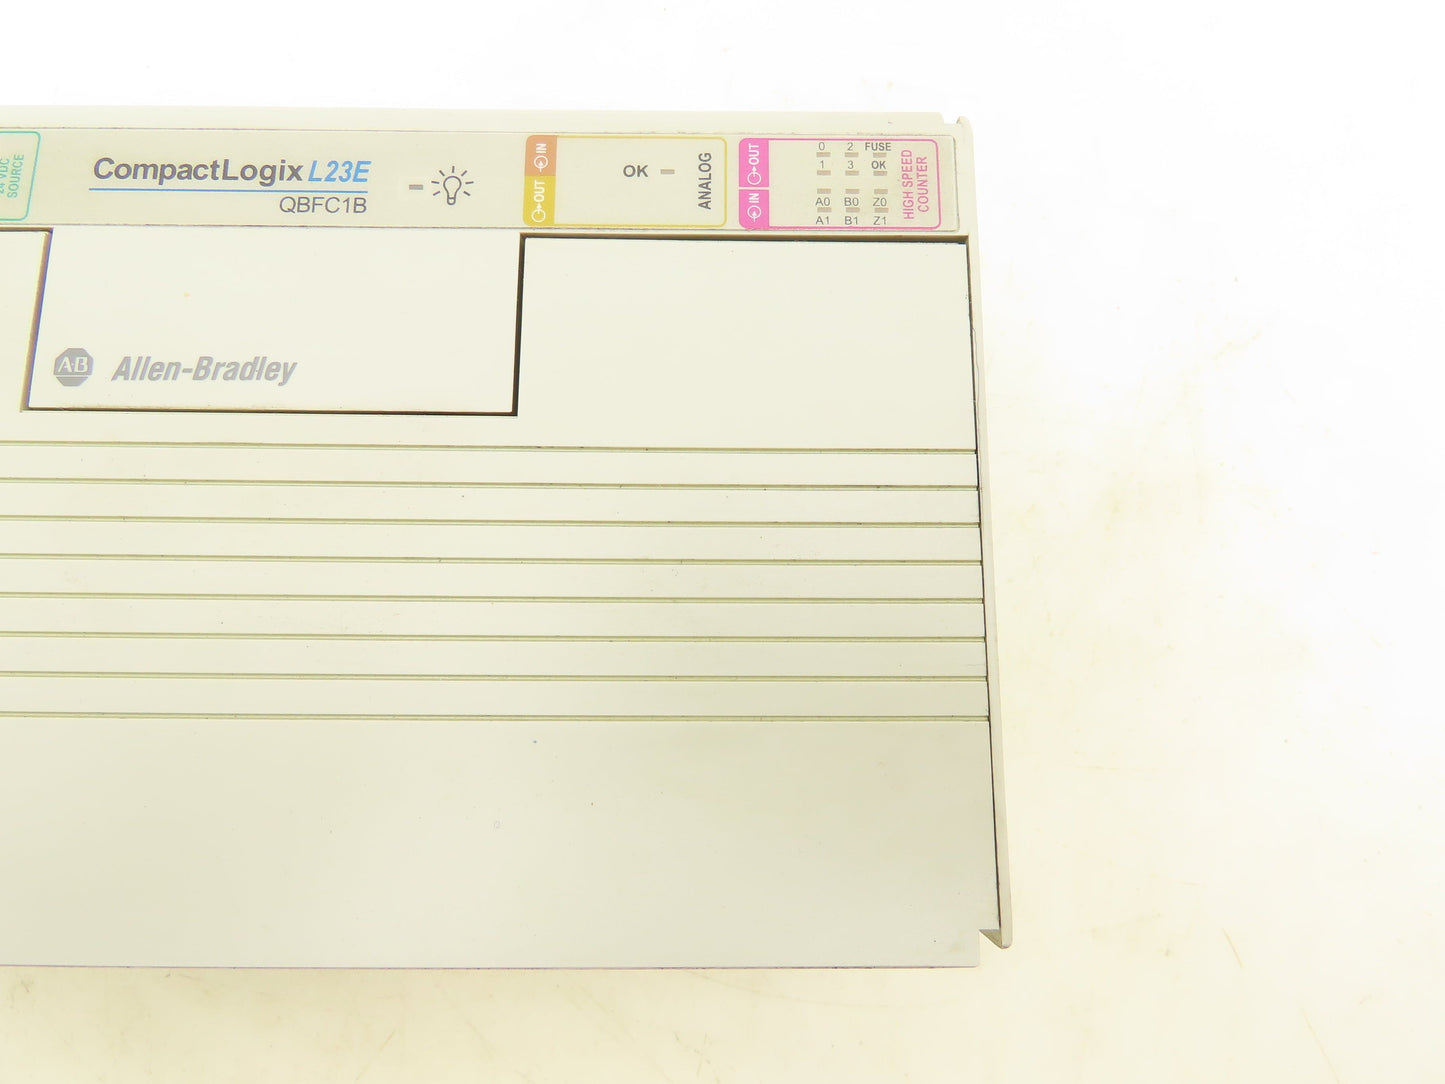 24 VDC
SOURCE
CompactLogix L23E
QBFC1B
IN
OUT
OK
ANALOG
OUT
IN
0 2 FUSE
1 3 OK
A0 B0 Z0
A1 B1 Z1
HIGH SPEED
COUNTER
A-B Allen-Bradley